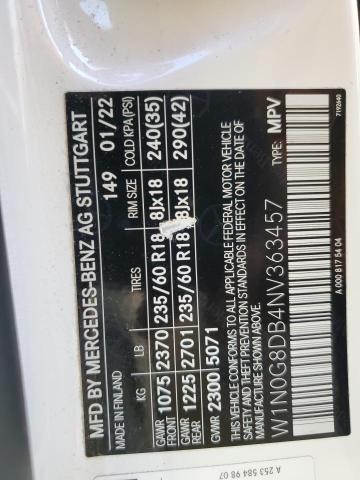 MFD BY MERCEDES-BENZ AG STUTTGART
MADE IN FINLAND 149 01/22
KG LB TIRES RIM SIZE COLD KPA(PSI)
GAWR FRONT 1075 2370 235/60 R18 8Jx18 240(35)
GAWR REAR 1225 2701 235/60 R18 8Jx18 290(42)
GVWR 2300 5071
THIS VEHICLE CONFORMS TO ALL APPLICABLE FEDERAL MOTOR VEHICLE
SAFETY AND THEFT PREVENTION STANDARDS IN EFFECT ON THE DATE OF
MANUFACTURE SHOWN ABOVE.
W1N0G8DB4NV363457 TYPE: MPV
A 000 817 54 04 7192640
A 253 584 98 07